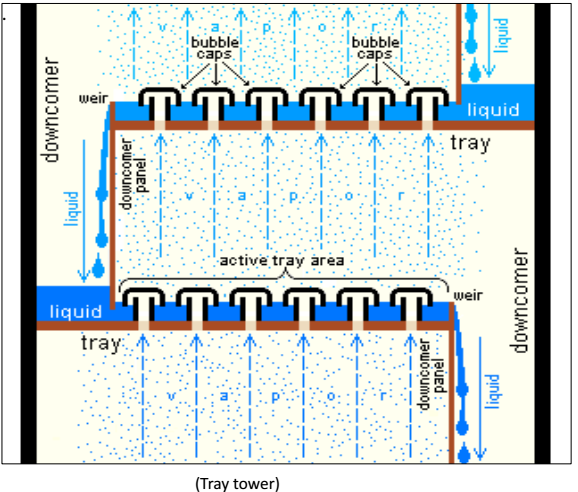 .
v a p o r
bubble
caps
bubble
caps
liquid
weir
liquid
downcomer
tray
downcomer
panel
liquid
v a p o r
active tray area
downcomer
weir
liquid
tray
downcomer
panel
v a p o r
liquid
(Tray tower)